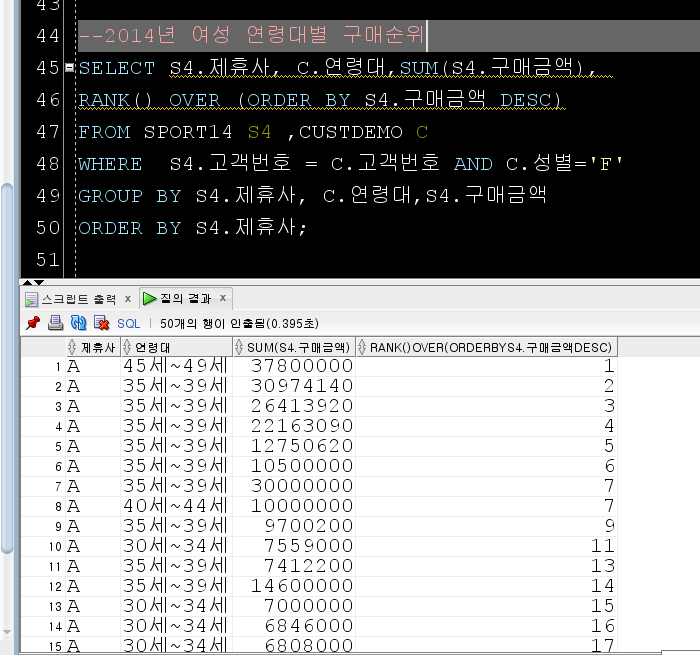 43
44 --2014년 여성 연령대별 구매순위
45 SELECT S4.제휴사, C.연령대,SUM(S4.구매금액),
46 RANK() OVER (ORDER BY S4.구매금액 DESC)
47 FROM SPORT14 S4 ,CUSTDEMO C
48 WHERE S4.고객번호 = C.고객번호 AND C.성별='F'
49 GROUP BY S4.제휴사, C.연령대,S4.구매금액
50 ORDER BY S4.제휴사;
51
스크립트 출력 x 질의 결과 x
SQL | 50개의 행이 인출됨(0.395초)
제휴사 연령대 SUM(S4.구매금액) RANK()OVER(ORDERBYS4.구매금액DESC)
1 A 45세~49세 37800000 1
2 A 35세~39세 30974140 2
3 A 35세~39세 26413920 3
4 A 35세~39세 22163090 4
5 A 35세~39세 12750620 5
6 A 35세~39세 10500000 6
7 A 35세~39세 30000000 7
8 A 40세~44세 10000000 7
9 A 35세~39세 9700200 9
10 A 30세~34세 7559000 11
11 A 35세~39세 7412200 13
12 A 35세~39세 14600000 14
13 A 30세~34세 7000000 15
14 A 30세~34세 6846000 16
15 A 30세~34세 6808000 17